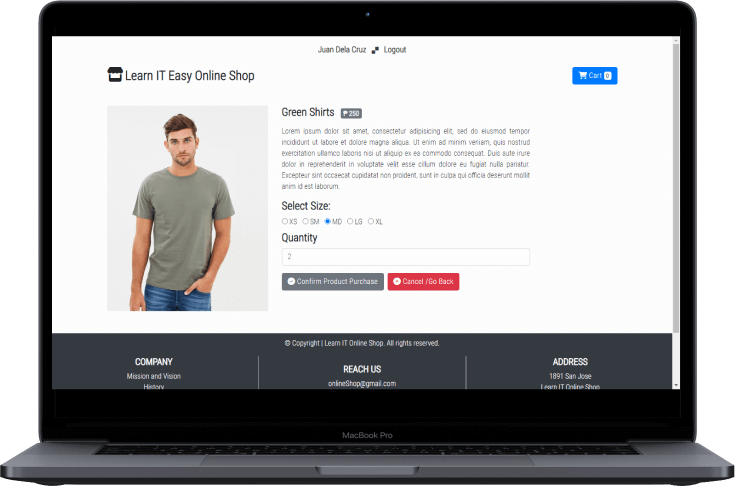 Juan Dela Cruz Logout
Learn IT Easy Online Shop
Cart 0
Green Shirts ₱ 250
Lorem ipsum dolor sit amet, consectetur adipisicing elit, sed do eiusmod tempor
incididunt ut labore et dolore magna aliqua. Ut enim ad minim veniam, quis nostrud
exercitation ullamco laboris nisi ut aliquip ex ea commodo consequat. Duis aute irure
dolor in reprehenderit in voluptate velit esse cillum dolore eu fugiat nulla pariatur.
Excepteur sint occaecat cupidatat non proident, sunt in culpa qui officia deserunt mollit
anim id est laborum.
Select Size:
XS SM MD LG XL
Quantity
2
Confirm Product Purchase Cancel /Go Back
© Copyright | Learn IT Online Shop. All rights reserved.
COMPANY
Mission and Vision
History
REACH US
onlineShop@gmail.com
ADDRESS
1891 San Jose
Learn IT Online Shop
MacBook Pro